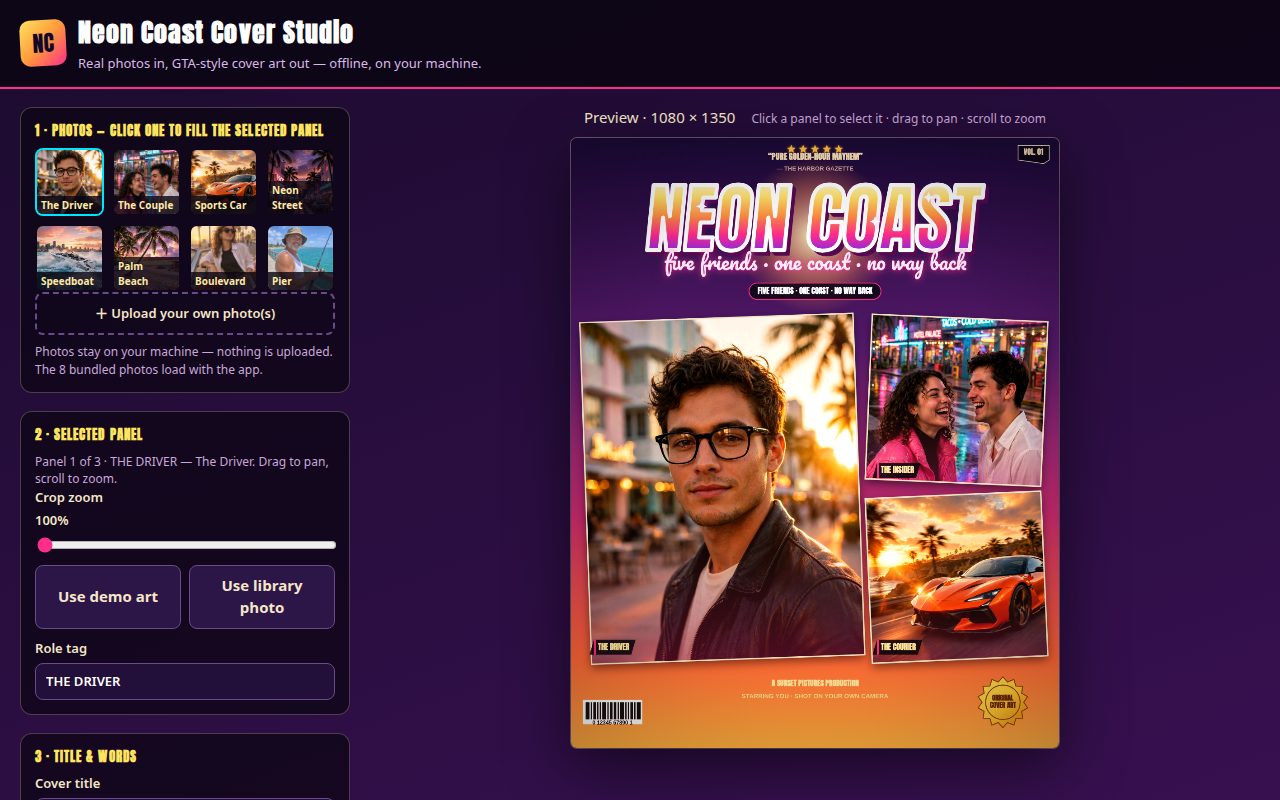 NC
Neon Coast Cover Studio
Real photos in, GTA-style cover art out — offline, on your machine.
1 · PHOTOS — CLICK ONE TO FILL THE SELECTED PANEL
The Driver
The Couple
Sports Car
Neon
Street
Speedboat
Palm
Beach
Boulevard
Pier
+ Upload your own photo(s)
Photos stay on your machine — nothing is uploaded.
The 8 bundled photos load with the app.
2 · SELECTED PANEL
Panel 1 of 3 · THE DRIVER — The Driver. Drag to pan,
scroll to zoom.
Crop zoom
100%
Use demo art
Use library
photo
Role tag
THE DRIVER
3 · TITLE & WORDS
Cover title
Preview · 1080 × 1350
Click a panel to select it · drag to pan · scroll to zoom
"PURE GOLDEN-HOUR MAYHEM"
— THE HARBOR GAZETTE
VOL. 01
NEON COAST
five friends · one coast · no way back
FIVE FRIENDS · ONE COAST · NO WAY BACK
HOTEL PALACE
THE INSIDER
THE DRIVER
THE COURIER
A SUNSET PICTURES PRODUCTION
STARRING YOU · SHOT ON YOUR OWN CAMERA
ORIGINAL
COVER ART